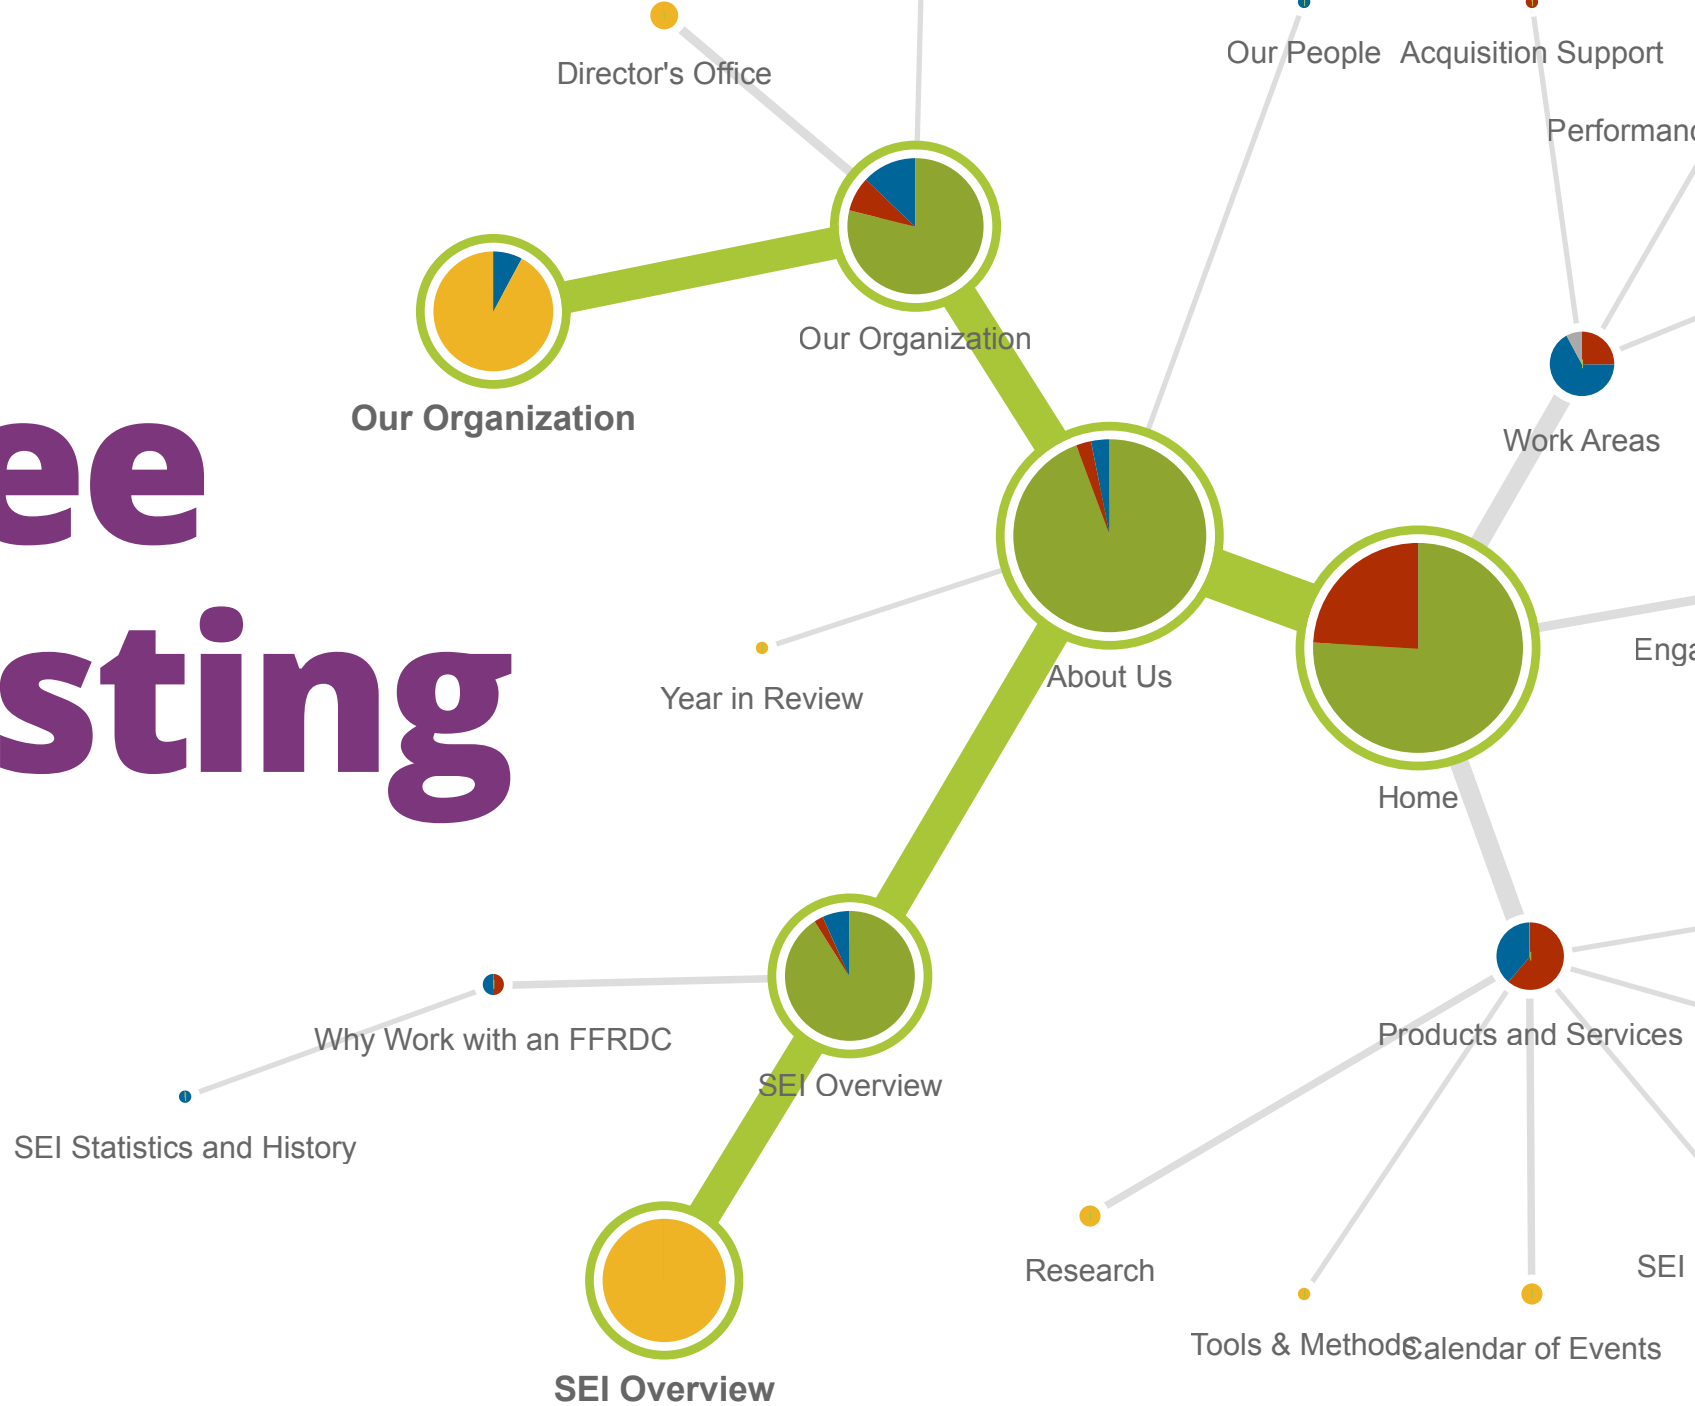 Director's Office
Our People
Acquisition Support
Performanc
Our Organization
Our Organization
Work Areas
ee
sting
Enga
About Us
Year in Review
Home
Why Work with an FFRDC
Products and Services
SEI Overview
SEI Statistics and History
Research
SEI
Tools & Methods
Calendar of Events
SEI Overview